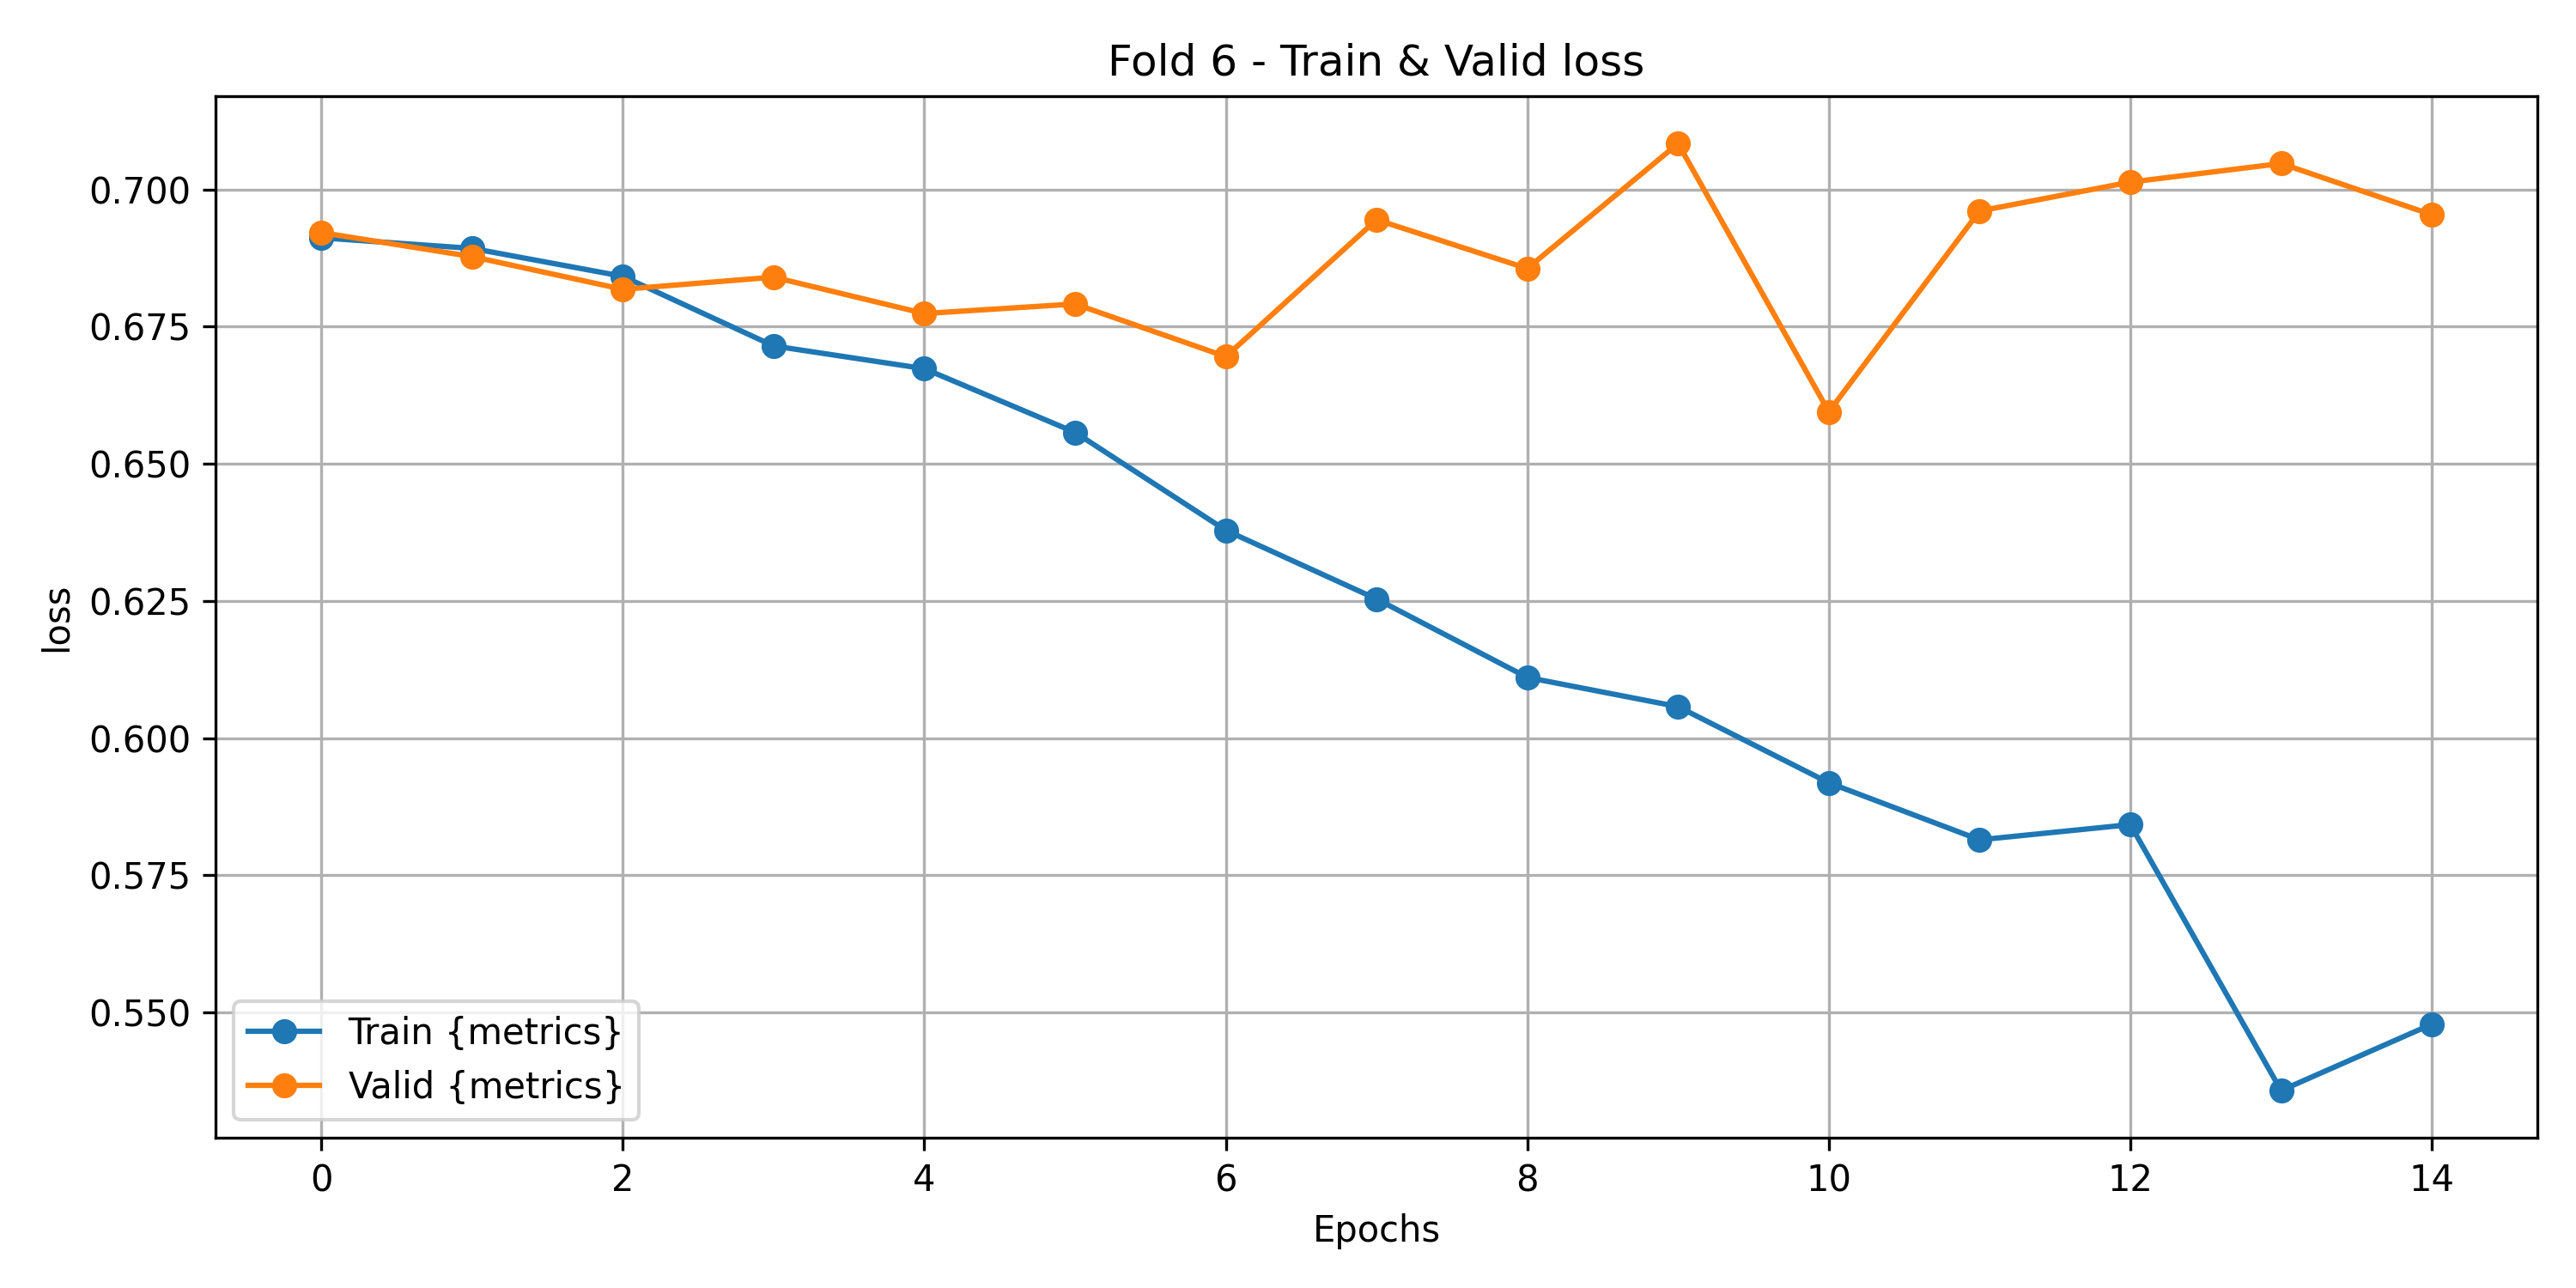 Fold 6 - Train & Valid loss
loss
0.700
0.675
0.650
0.625
0.600
0.575
0.550
Train {metrics}
Valid {metrics}
0 2 4 6 8 10 12 14
Epochs